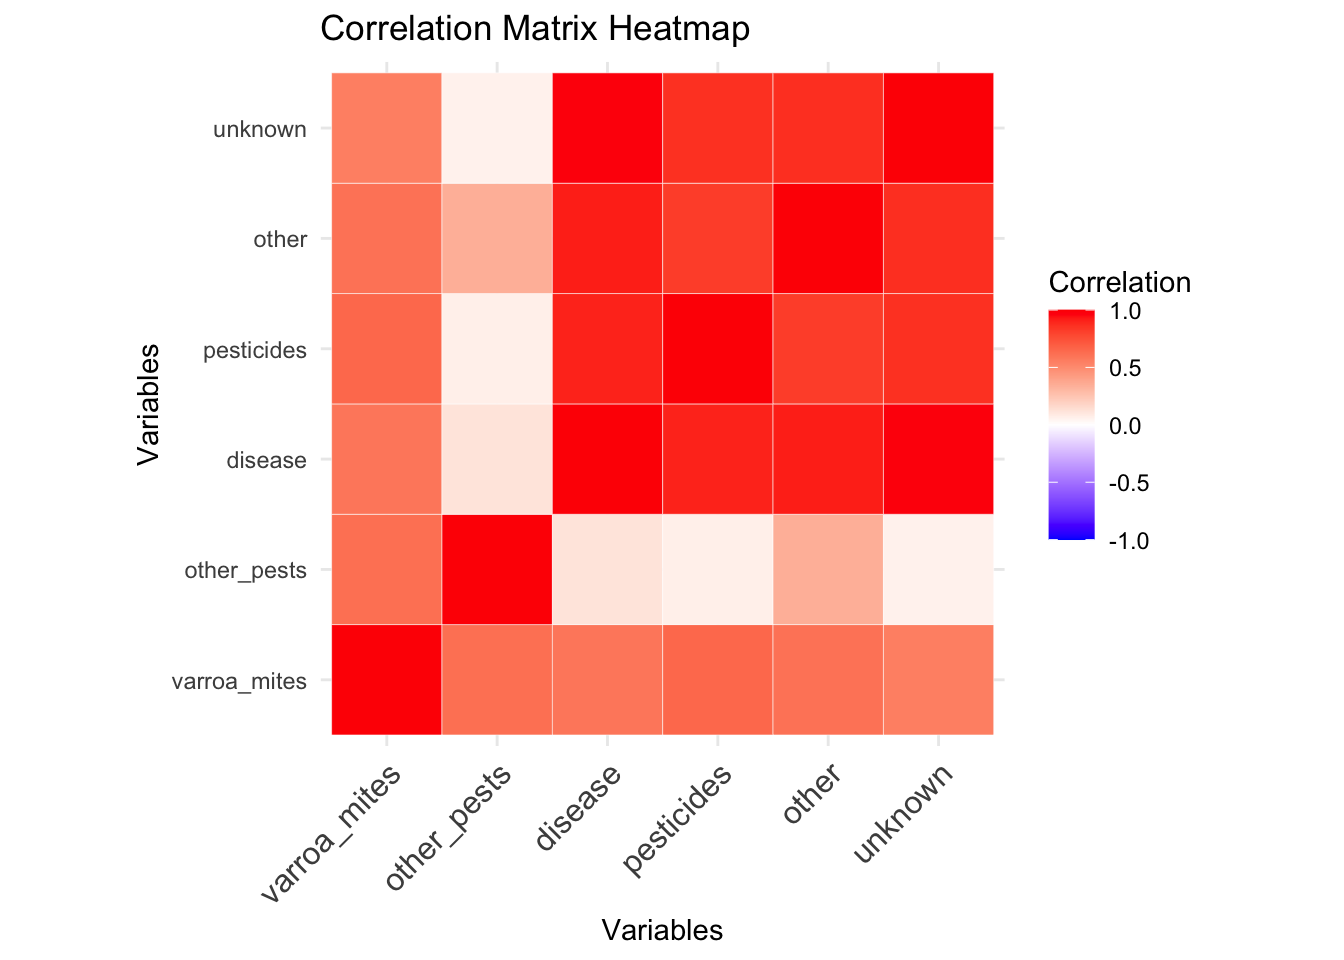 Correlation Matrix Heatmap
unknown
other
pesticides
disease
other_pests
varroa_mites
Variables
varroa_mites
other_pests
disease
pesticides
other
unknown
Variables
Correlation
1.0
0.5
0.0
-0.5
-1.0